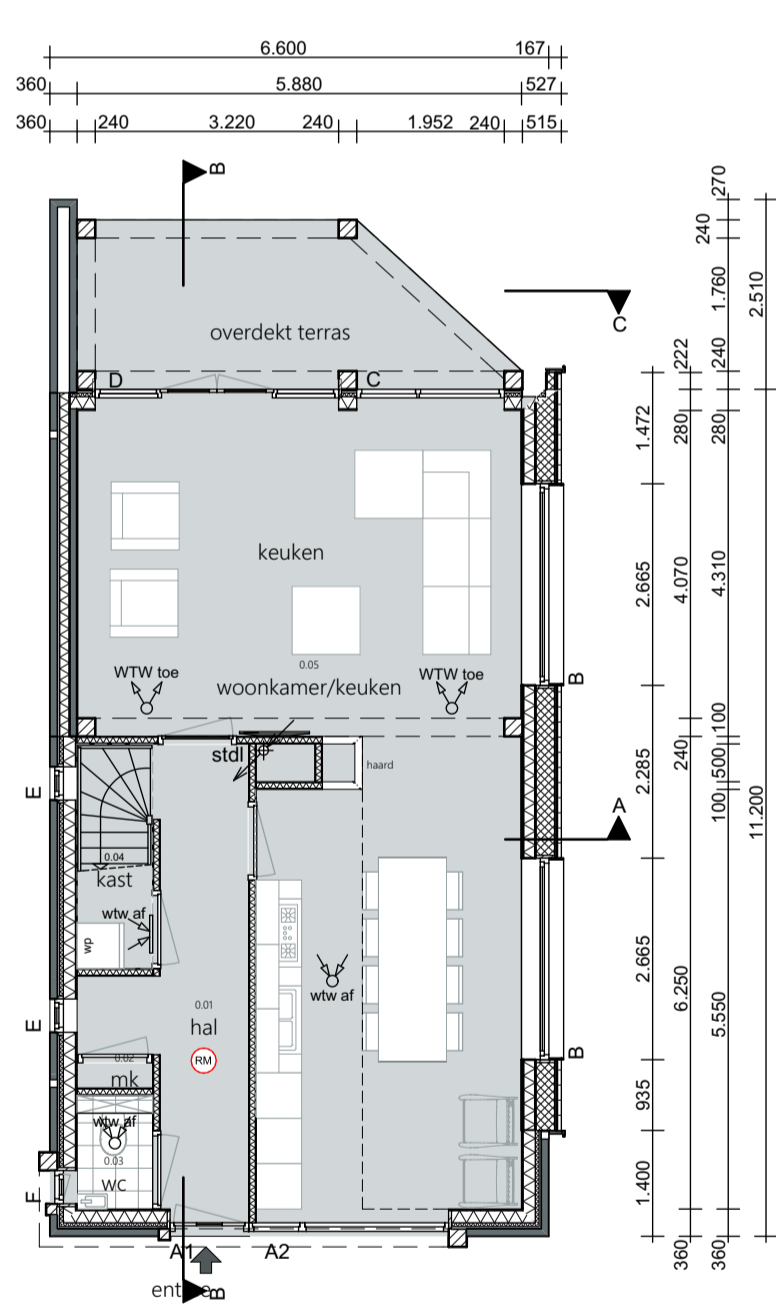 6.600 167
360 5.880 527
360 240 3.220 240 1.952 240 515
B
270
240
1.760
2.510
C
overdekt terras
D C
222
240
1.472
280
280
keuken
2.665
4.070
4.310
0.05
WTW toe
woonkamer/keuken
WTW toe
B
stdl
haard
E
2.285
240
100
500
100
11.200
A
0.04
kast
wtw af
wp
wtw af
2.665
6.250
5.550
0.01
hal
RM
E
0.02
mk
B
935
wtw af
0.03
WC
F
1.400
A1 A2
360
360
entree
B